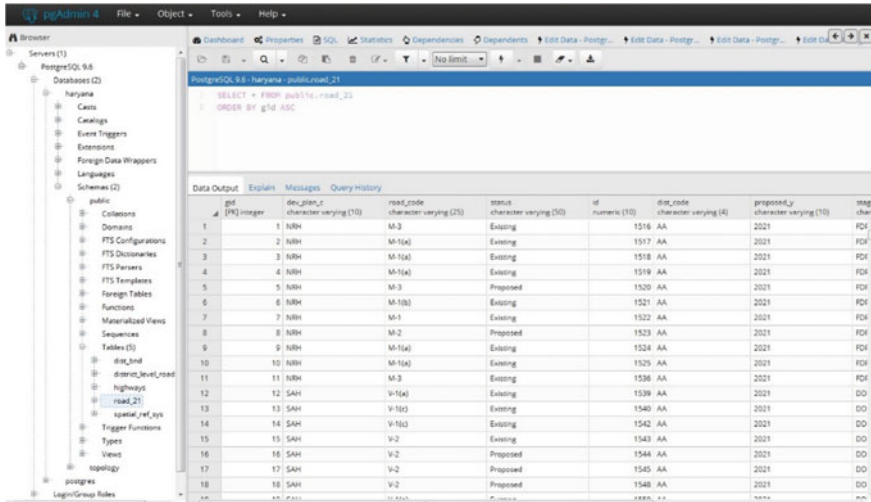 pgAdmin 4 File Object Tools Help
Browser
Servers (1)
PostgreSQL 9.6
Databases (2)
haryana
Casts
Catalogs
Event Triggers
Extensions
Foreign Data Wrappers
Languages
Schemas (2)
public
Collations
Domains
FTS Configurations
FTS Dictionaries
FTS Parsers
FTS Templates
Foreign Tables
Functions
Materialized Views
Sequences
Tables (5)
dist_bnd
district_level_road
highways
road_21
spatial_ref_sys
Trigger Functions
Types
Views
topology
postgres
Login/Group Roles
Dashboard Properties SQL Statistics Dependencies Dependents Edit Data - Postgr... Edit Data - Postgr... Edit Data - Postgr... Edit Da
No limit
PostgreSQL 9.6 - haryana - public.road_21
SELECT * FROM public.road_21
ORDER BY gid ASC
Data Output Explain Messages Query History
gid dev_plan_c road_code status id dist_code proposed_y stag
[PK] integer character varying (10) character varying (25) character varying (50) numeric (10) character varying (4) character varying (10) char
1 1 NRH M-3 Existing 1516 AA 2021 FDF
2 2 NRH M-1(a) Existing 1517 AA 2021 FDF
3 3 NRH M-1(a) Existing 1518 AA 2021 FDF
4 4 NRH M-1(a) Existing 1519 AA 2021 FDF
5 5 NRH M-3 Proposed 1520 AA 2021 FDF
6 6 NRH M-1(b) Existing 1521 AA 2021 FDF
7 7 NRH M-1 Existing 1522 AA 2021 FDF
8 8 NRH M-2 Proposed 1523 AA 2021 FDF
9 9 NRH M-1(a) Existing 1524 AA 2021 FDF
10 10 NRH M-1(a) Existing 1525 AA 2021 FDF
11 11 NRH M-3 Existing 1536 AA 2021 FDF
12 12 SAH V-1(a) Existing 1539 AA 2021 DO
13 13 SAH V-1(c) Existing 1540 AA 2021 DO
14 14 SAH V-1(c) Existing 1542 AA 2021 DO
15 15 SAH V-2 Existing 1543 AA 2021 DO
16 16 SAH V-2 Proposed 1544 AA 2021 DO
17 17 SAH V-2 Proposed 1545 AA 2021 DO
18 18 SAH V-2 Proposed 1548 AA 2021 DO